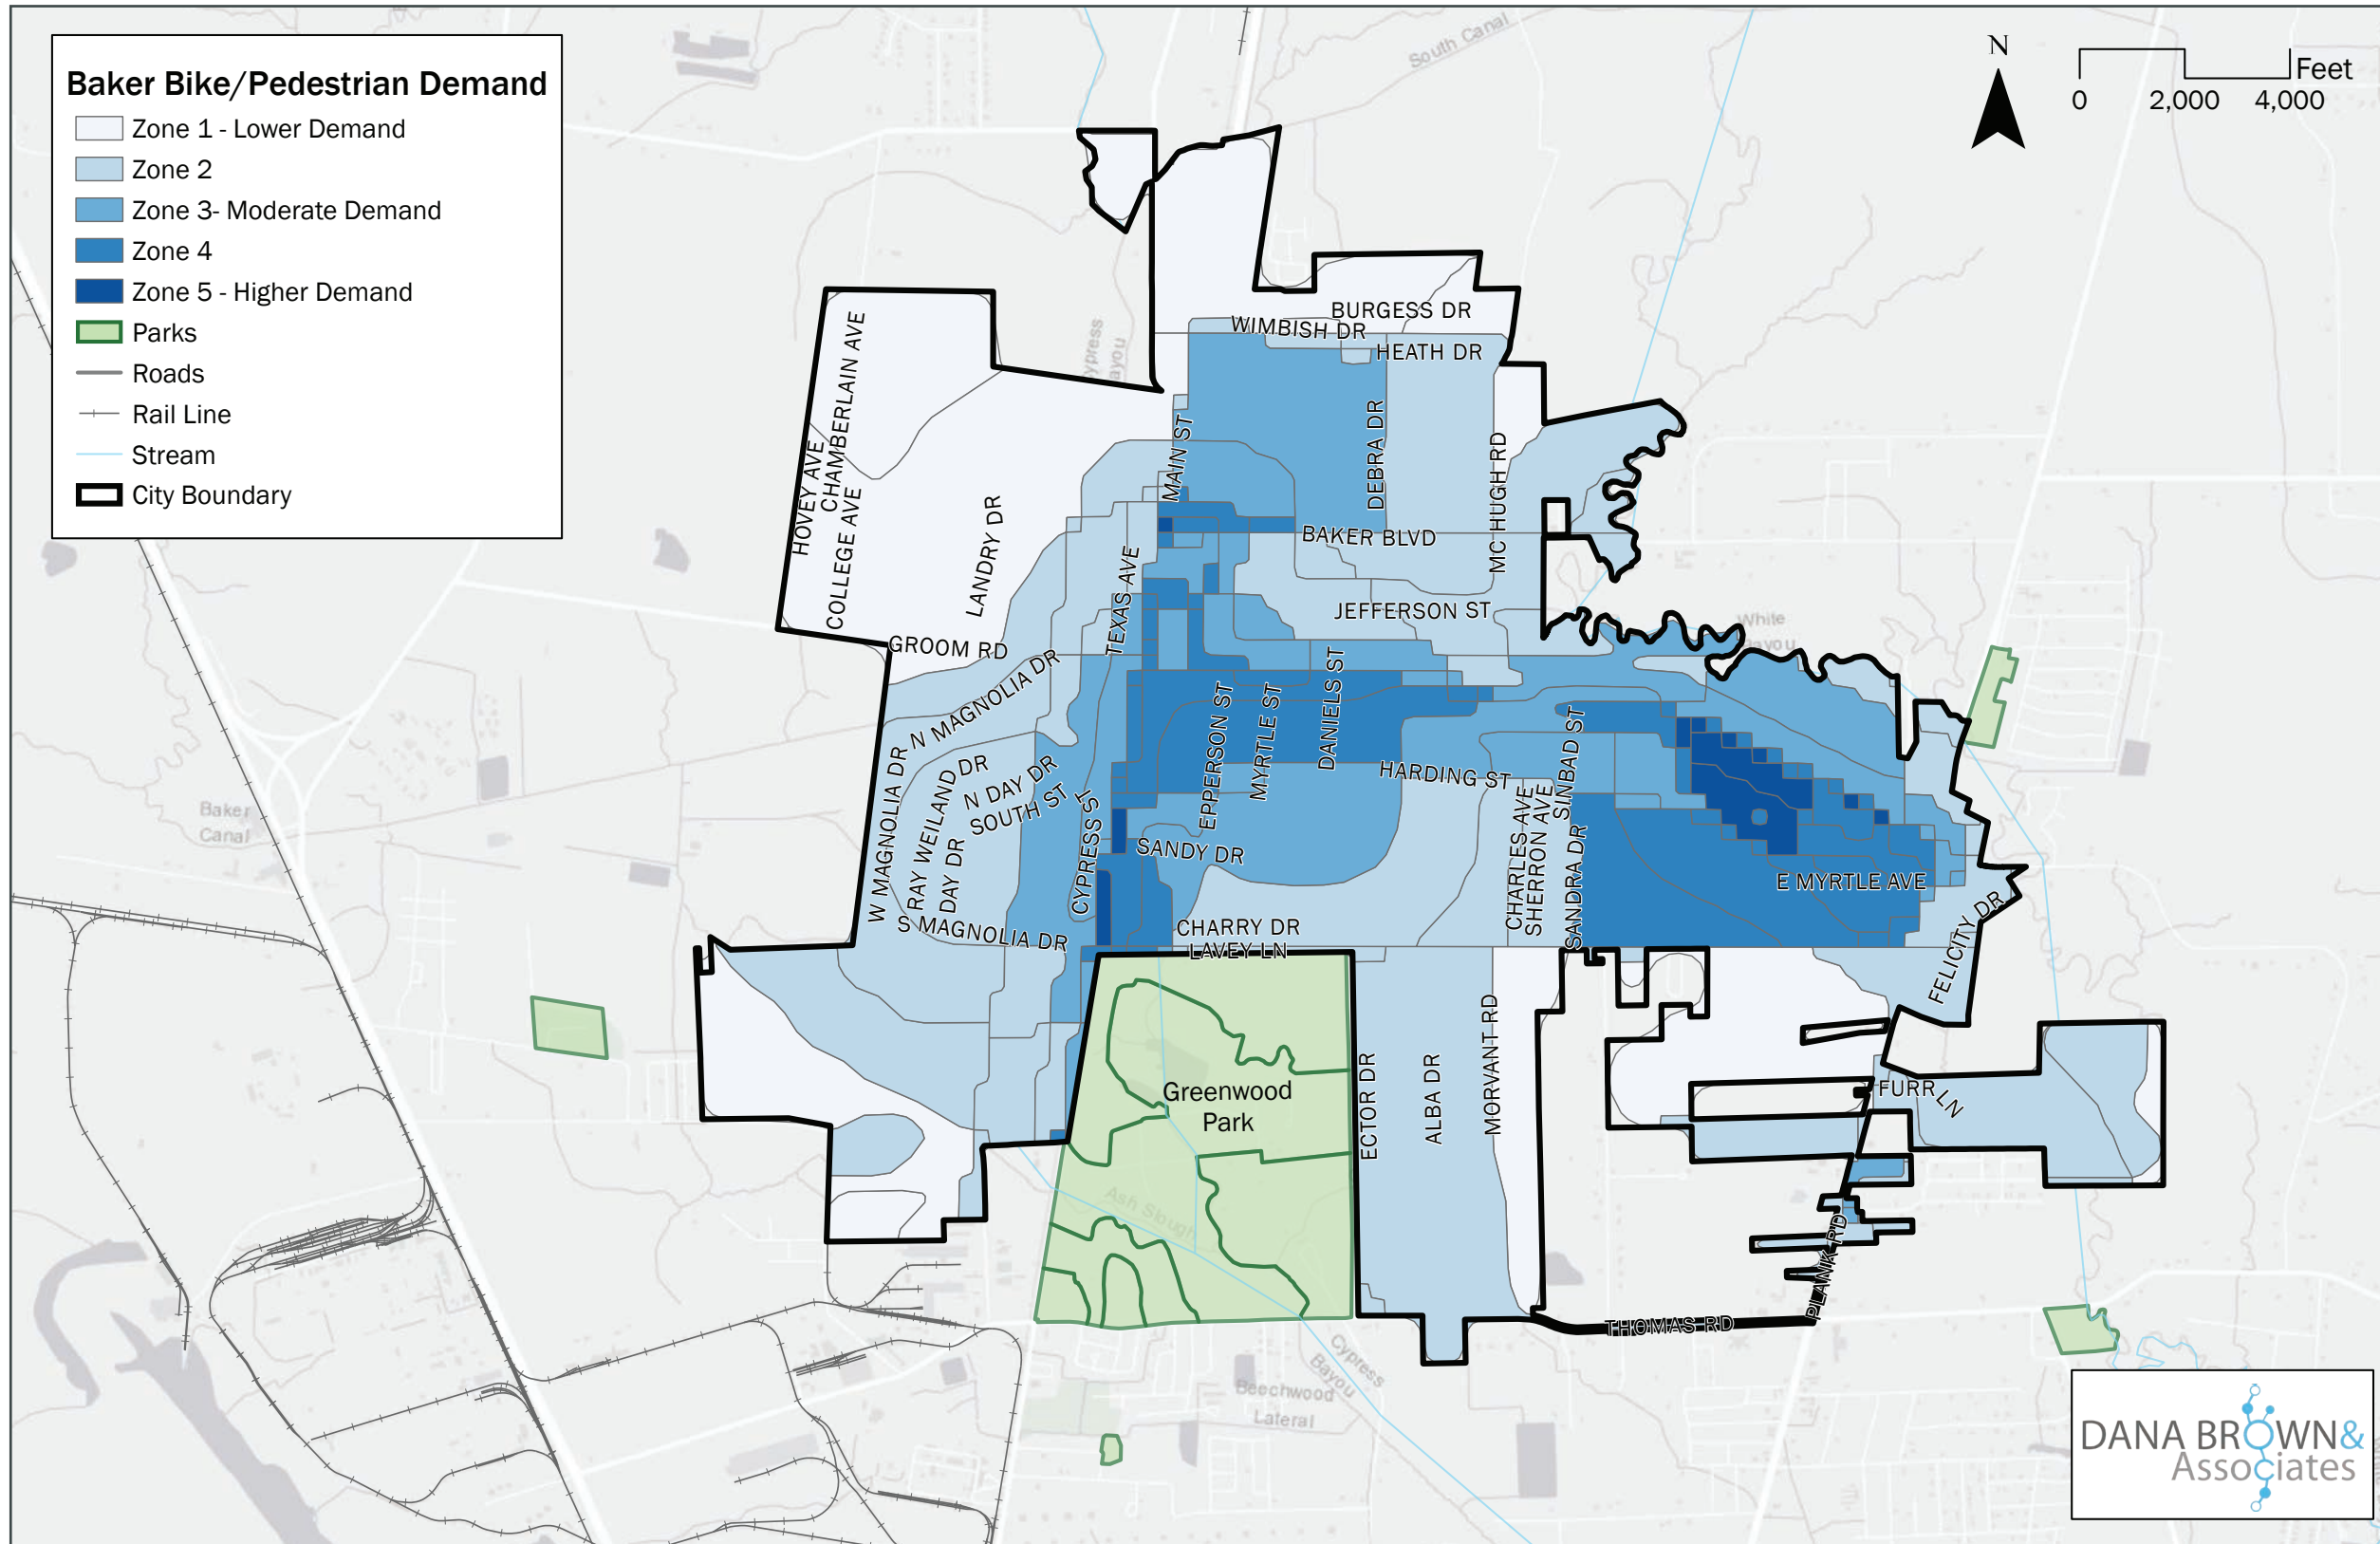 Baker Bike/Pedestrian Demand
Zone 1 - Lower Demand
Zone 2
Zone 3- Moderate Demand
Zone 4
Zone 5 - Higher Demand
Parks
Roads
Rail Line
Stream
City Boundary
N
Feet
0 2,000 4,000
South Canal
BURGESS DR
WIMBISH DR
HEATH DR
HOVEY AVE
CHAMBERLAIN AVE
COLLEGE AVE
LANDRY DR
MAIN ST
DEBRA DR
MC HUGH RD
BAKER BLVD
TEXAS AVE
JEFFERSON ST
GROOM RD
N MAGNOLIA DR
White
Baker
Canal
W MAGNOLIA DR
RAY WEILAND DR
N DAY DR
SOUTH ST
DAY DR
CYPRESS ST
EPPERSON ST
MYRTLE ST
DANIELS ST
HARDING ST
SINBAD ST
CHARLES AVE
SHERRON AVE
SANDRA DR
SANDY DR
E MYRTLE AVE
S MAGNOLIA DR
CHARRY DR
LAVEY LN
FELICITY DR
Greenwood
Park
ECTOR DR
ALBA DR
MORVANT RD
FURR LN
Ash Slough
PLANK RD
THOMAS RD
Cypress
Bayou
Beechwood
Lateral
DANA BROWN&
Associates